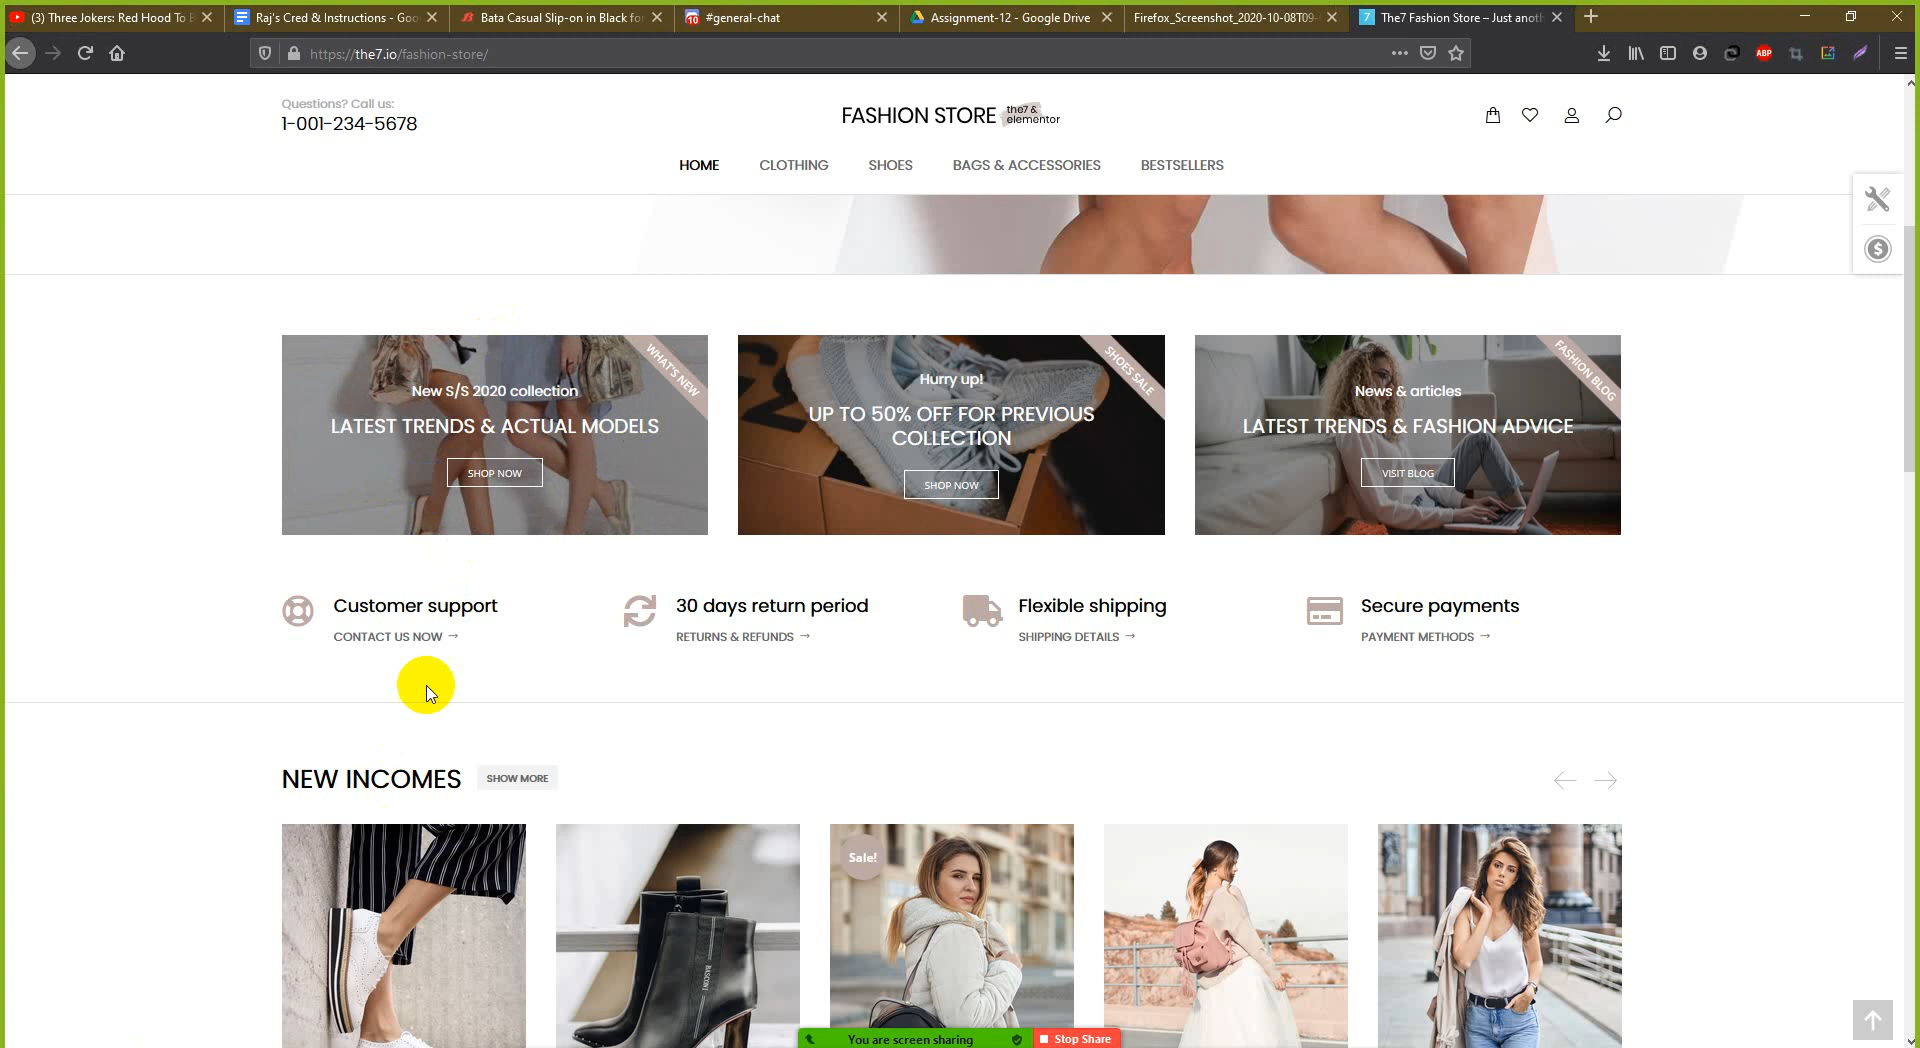 (3) Three Jokers: Red Hood To B
Raj's Cred & Instructions - Goo
Bata Casual Slip-on in Black for
#general-chat
Assignment-12 - Google Drive
Firefox_Screenshot_2020-10-08T09-
The7 Fashion Store – Just anoth
https://the7.io/fashion-store/
ABP
Questions? Call us:
1-001-234-5678
FASHION STORE the7 & elementor
HOME CLOTHING SHOES BAGS & ACCESSORIES BESTSELLERS
WHAT'S NEW
New S/S 2020 collection
LATEST TRENDS & ACTUAL MODELS
SHOP NOW
SHOES SALE
Hurry up!
UP TO 50% OFF FOR PREVIOUS
COLLECTION
SHOP NOW
FASHION BLOG
News & articles
LATEST TRENDS & FASHION ADVICE
VISIT BLOG
Customer support
CONTACT US NOW →
30 days return period
RETURNS & REFUNDS →
Flexible shipping
SHIPPING DETAILS →
Secure payments
PAYMENT METHODS →
NEW INCOMES SHOW MORE
BASCONI
Sale!
You are screen sharing Stop Share